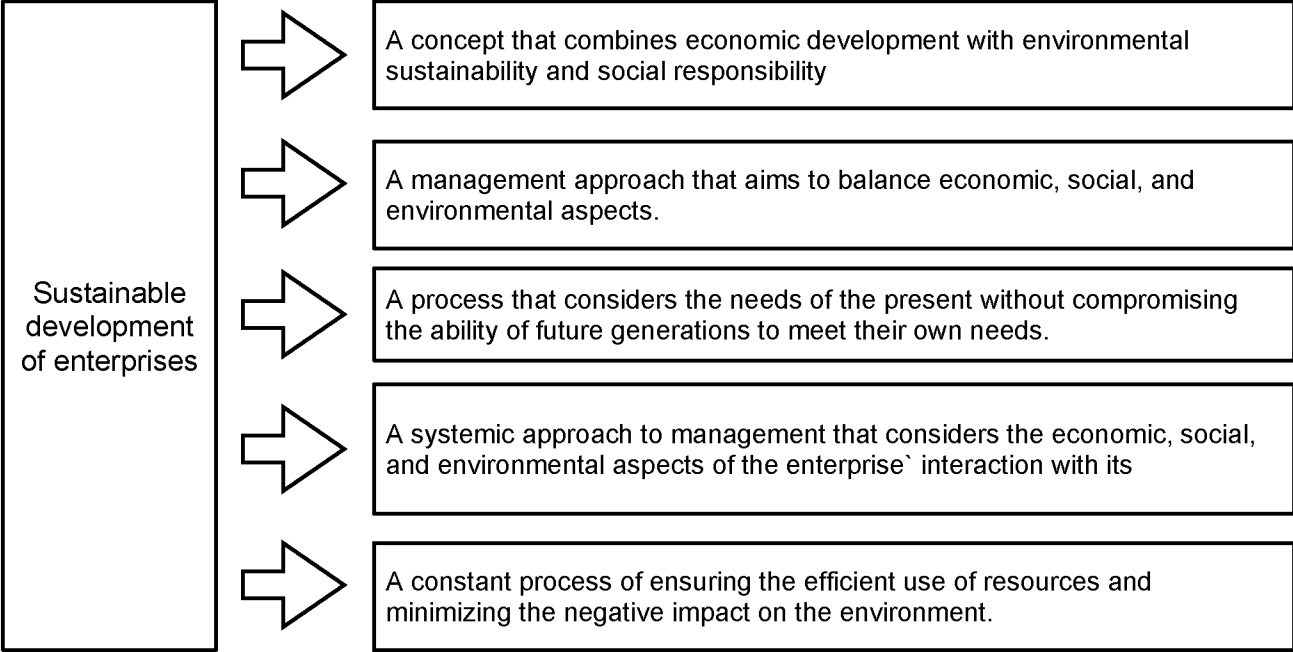 Sustainable
development
of enterprises
A concept that combines economic development with environmental
sustainability and social responsibility
A management approach that aims to balance economic, social, and
environmental aspects.
A process that considers the needs of the present without compromising
the ability of future generations to meet their own needs.
A systemic approach to management that considers the economic, social,
and environmental aspects of the enterprise` interaction with its
A constant process of ensuring the efficient use of resources and
minimizing the negative impact on the environment.